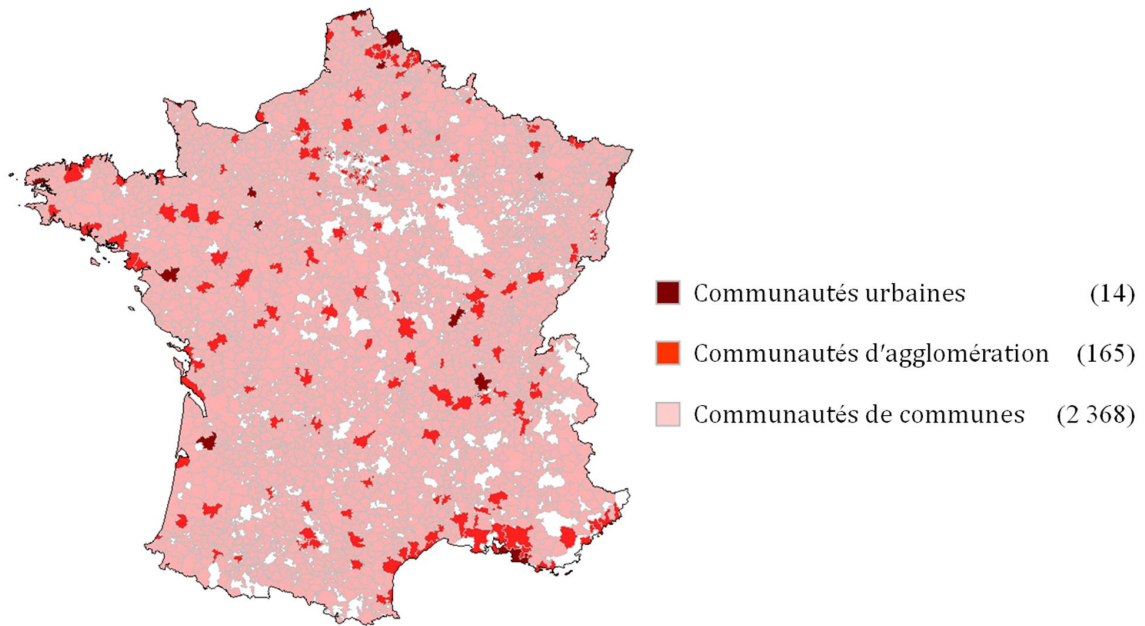 Communautés urbaines (14)
Communautés d'agglomération (165)
Communautés de communes (2 368)